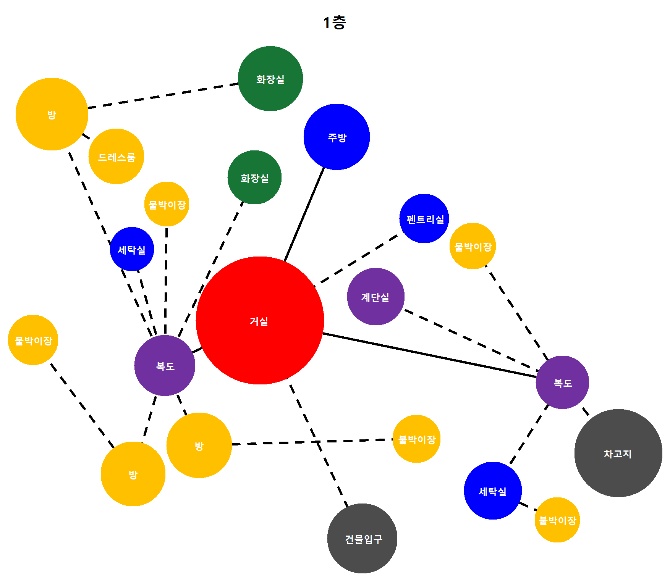 1층
화장실
방
주방
드레스룸
화장실
붙박이장
펜트리실
세탁실
붙박이장
계단실
거실
붙박이장
복도
복도
붙박이장
방
차고지
방
세탁실
붙박이장
건물입구